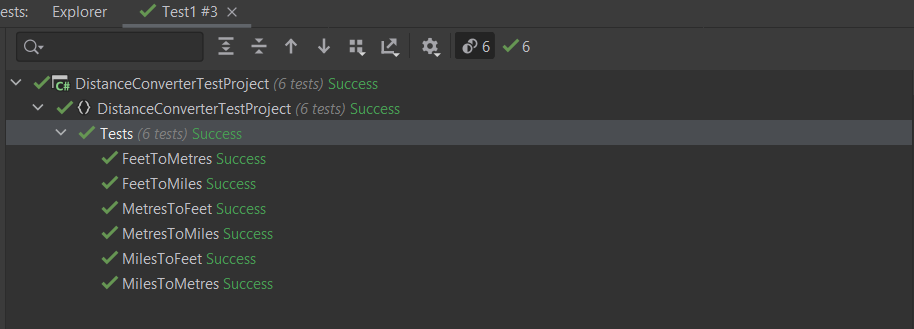 ests: Explorer Test1 #3
6 6
C# DistanceConverterTestProject (6 tests) Success
DistanceConverterTestProject (6 tests) Success
Tests (6 tests) Success
FeetToMetres Success
FeetToMiles Success
MetresToFeet Success
MetresToMiles Success
MilesToFeet Success
MilesToMetres Success